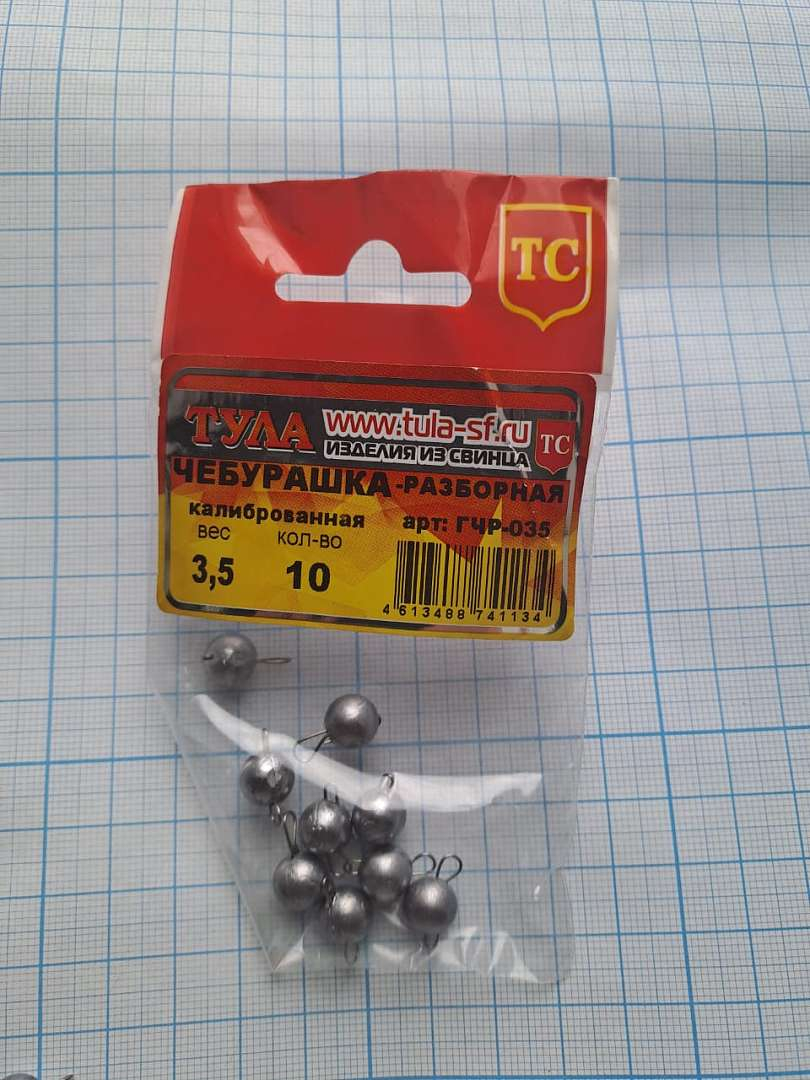 ТС
ТУЛА www.tula-sf.ru
ИЗДЕЛИЯ ИЗ СВИНЦА ТС
ЧЕБУРАШКА-РАЗБОРНАЯ
калиброванная арт: ГЧР-035
вес кол-во
3,5 10
4 613488 741134